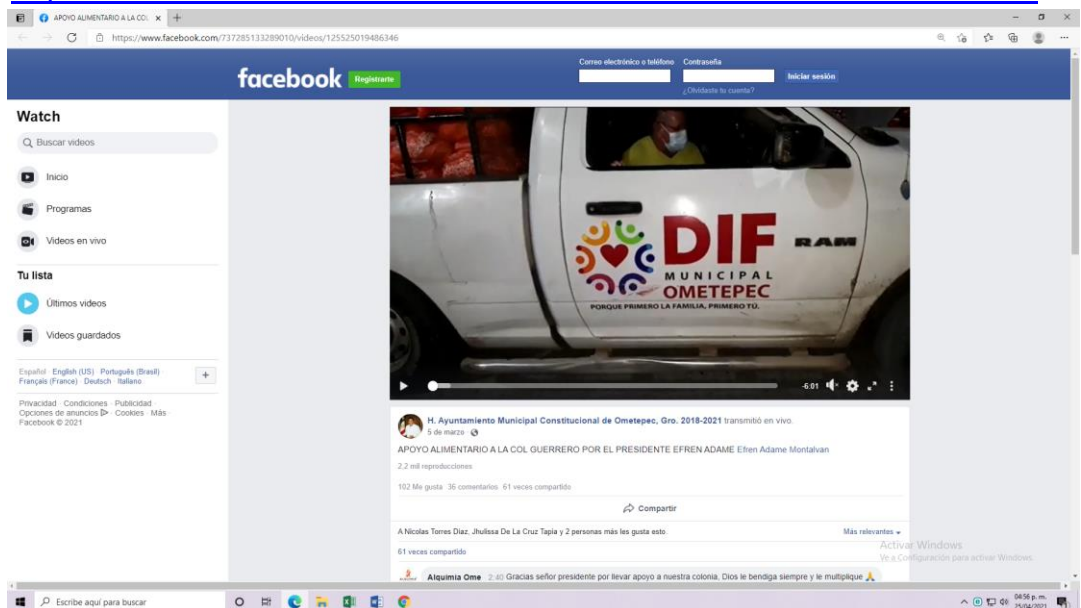 APOYO ALIMENTARIO A LA COL
https://www.facebook.com/737285133289010/videos/125525019486346
facebook
Registrarte
Correo electrónico o teléfono
Contraseña
Iniciar sesión
¿Olvidaste tu cuenta?
Watch
Buscar videos
Inicio
Programas
Videos en vivo
Tu lista
Últimos videos
Videos guardados
Español · English (US) · Português (Brasil) ·
Français (France) · Deutsch · Italiano
Privacidad · Condiciones · Publicidad ·
Opciones de anuncios · Cookies · Más ·
Facebook © 2021
DIF
RAM
MUNICIPAL
OMETEPEC
PORQUE PRIMERO LA FAMILIA, PRIMERO TÚ.
-6:01
H. Ayuntamiento Municipal Constitucional de Ometepec, Gro. 2018-2021 transmitió en vivo.
5 de marzo ·
APOYO ALIMENTARIO A LA COL GUERRERO POR EL PRESIDENTE EFREN ADAME Efren Adame Montalvan
2.2 mil reproducciones
102 Me gusta · 36 comentarios · 61 veces compartido
Compartir
A Nicolas Torres Diaz, Jhulissa De La Cruz Tapia y 2 personas más les gusta esto.
Más relevantes
61 veces compartido
Alquimia Ome · 2:40 Gracias señor presidente por llevar apoyo a nuestra colonia, Dios le bendiga siempre y le multiplique
Activar Windows
Ve a Configuración para activar Windows.
Escribe aquí para buscar
08:56 p. m.
25/04/2021